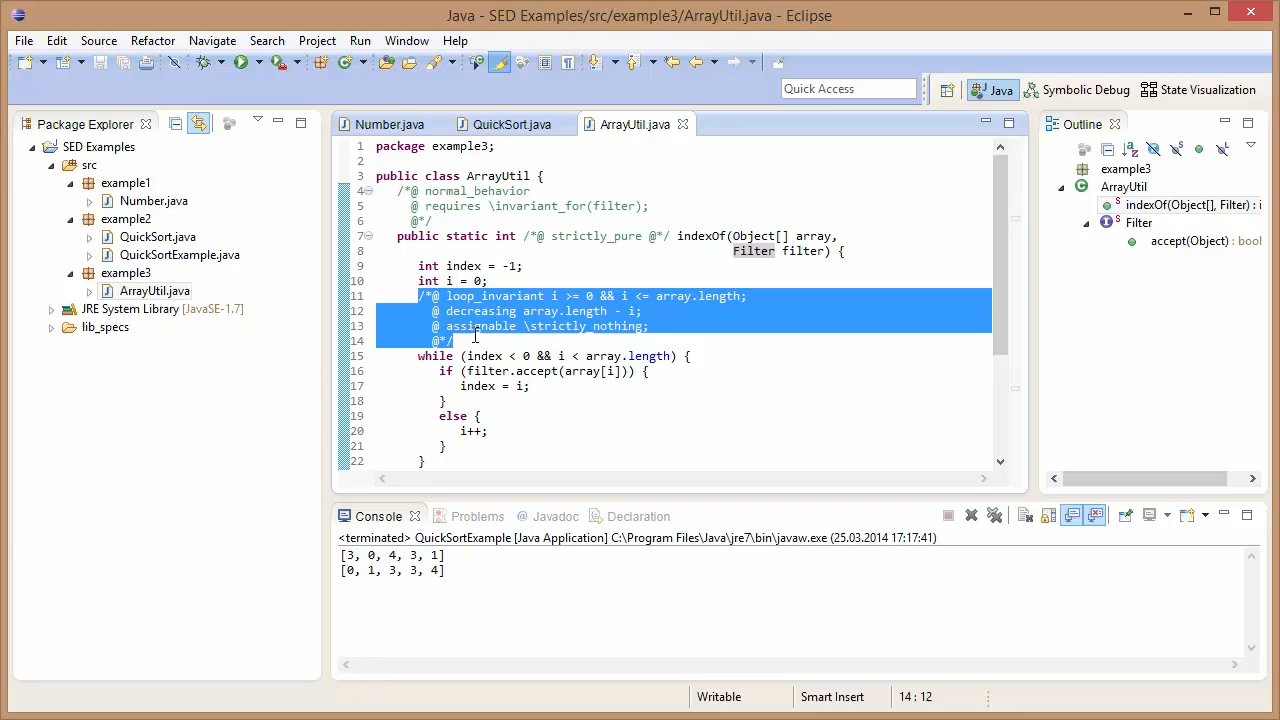 Java - SED Examples/src/example3/ArrayUtil.java - Eclipse
File Edit Source Refactor Navigate Search Project Run Window Help
Quick Access
Java
Symbolic Debug
State Visualization
Package Explorer
SED Examples
src
example1
Number.java
example2
QuickSort.java
QuickSortExample.java
example3
ArrayUtil.java
JRE System Library [JavaSE-1.7]
lib_specs
Number.java
QuickSort.java
ArrayUtil.java
1 package example3;
2
3 public class ArrayUtil {
4 /*@ normal_behavior
5 @ requires \invariant_for(filter);
6 @*/
7 public static int /*@ strictly_pure @*/ indexOf(Object[] array,
8 Filter filter) {
9 int index = -1;
10 int i = 0;
11 /*@ loop_invariant i >= 0 && i <= array.length;
12 @ decreasing array.length - i;
13 @ assignable \strictly_nothing;
14 @*/
15 while (index < 0 && i < array.length) {
16 if (filter.accept(array[i])) {
17 index = i;
18 }
19 else {
20 i++;
21 }
22 }
Outline
example3
ArrayUtil
indexOf(Object[], Filter) : i
Filter
accept(Object) : bool
Console
Problems
@ Javadoc
Declaration
<terminated> QuickSortExample [Java Application] C:\Program Files\Java\jre7\bin\javaw.exe (25.03.2014 17:17:41)
[3, 0, 4, 3, 1]
[0, 1, 3, 3, 4]
Writable
Smart Insert
14 : 12